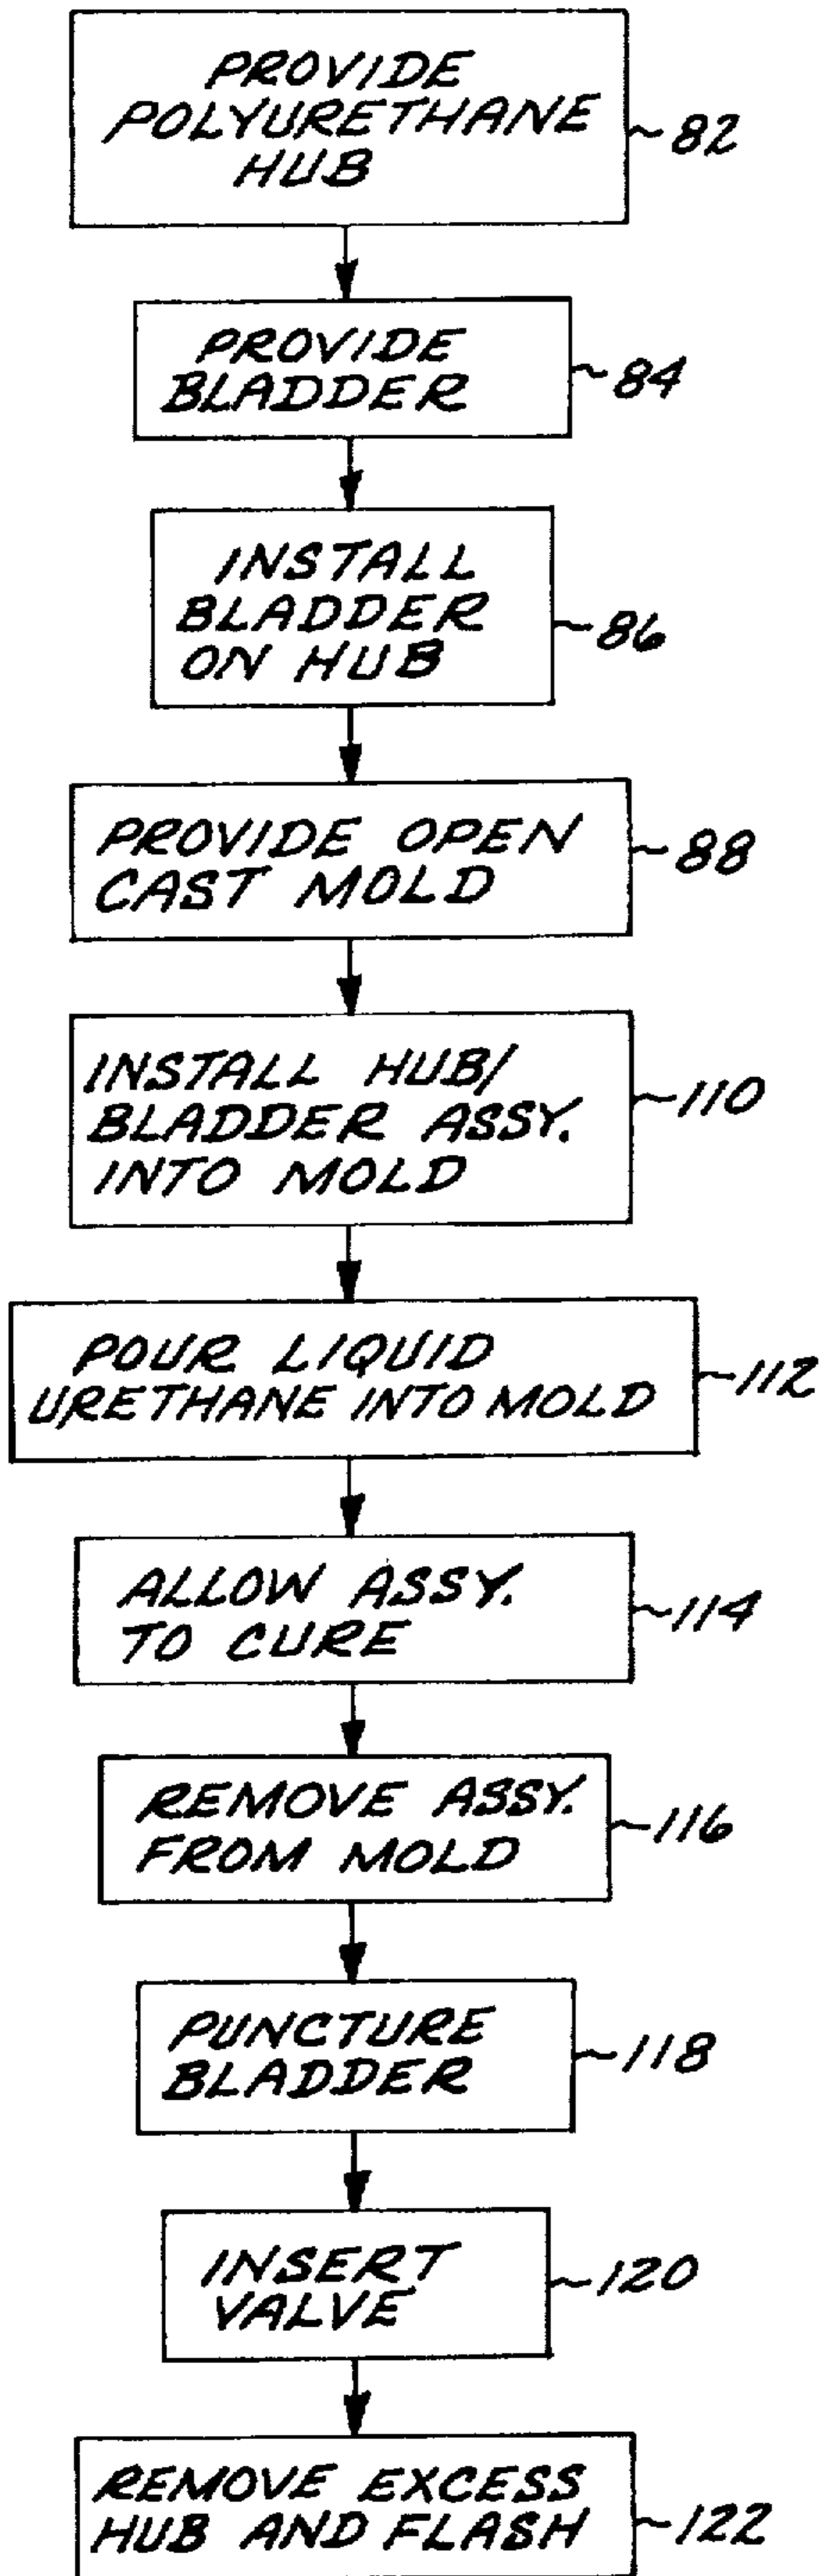 PROVIDE
POLYURETHANE
HUB
82
PROVIDE
BLADDER
84
INSTALL
BLADDER
ON HUB
86
PROVIDE OPEN
CAST MOLD
88
INSTALL HUB/
BLADDER ASSY.
INTO MOLD
110
POUR LIQUID
URETHANE INTO MOLD
112
ALLOW ASSY.
TO CURE
114
REMOVE ASSY.
FROM MOLD
116
PUNCTURE
BLADDER
118
INSERT
VALVE
120
REMOVE EXCESS
HUB AND FLASH
122